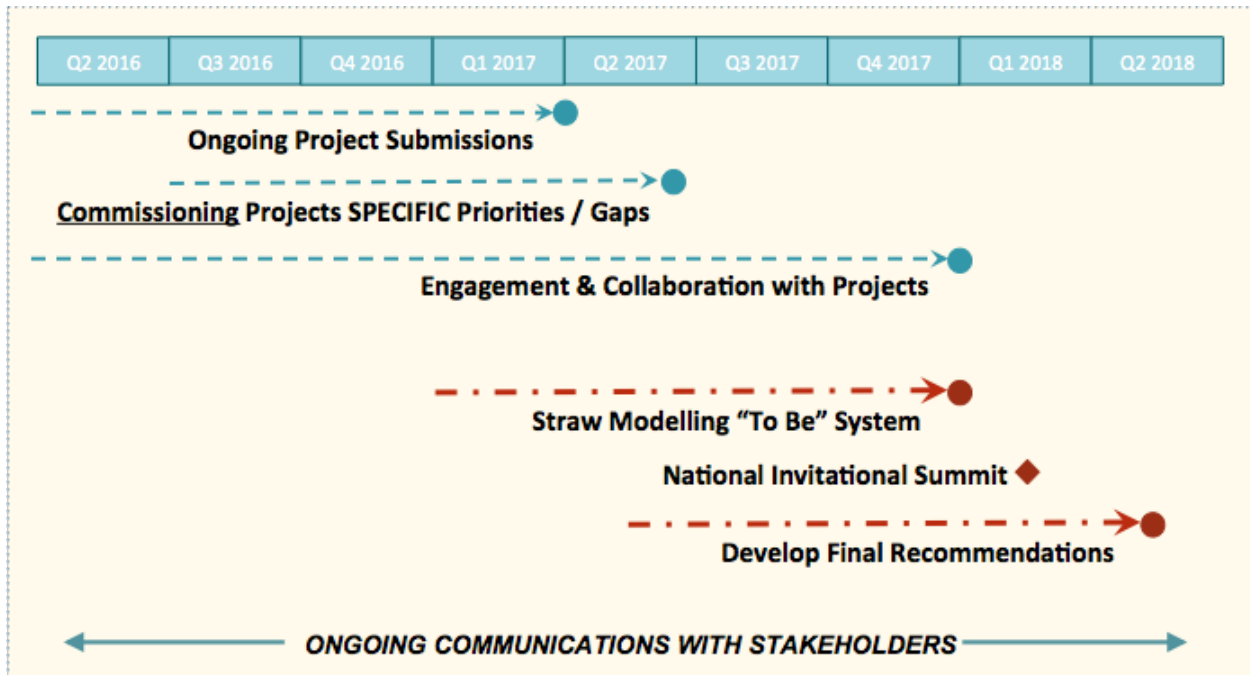 Q2 2016 Q3 2016 Q4 2016 Q1 2017 Q2 2017 Q3 2017 Q4 2017 Q1 2018 Q2 2018
Ongoing Project Submissions
Commissioning Projects SPECIFIC Priorities / Gaps
Engagement & Collaboration with Projects
Straw Modelling “To Be” System
National Invitational Summit
Develop Final Recommendations
ONGOING COMMUNICATIONS WITH STAKEHOLDERS